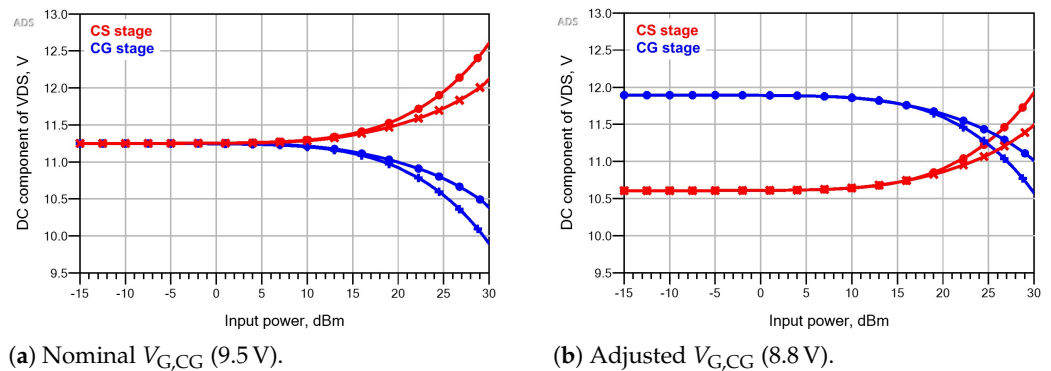 ADS
CS stage
CG stage
DC component of VDS, V
13.0
12.5
12.0
11.5
11.0
10.5
10.0
9.5
-15 -10 -5 0 5 10 15 20 25 30
Input power, dBm
(a) Nominal V_G,CG (9.5 V).
ADS
CS stage
CG stage
DC component of VDS, V
13.0
12.5
12.0
11.5
11.0
10.5
10.0
9.5
-15 -10 -5 0 5 10 15 20 25 30
Input power, dBm
(b) Adjusted V_G,CG (8.8 V).